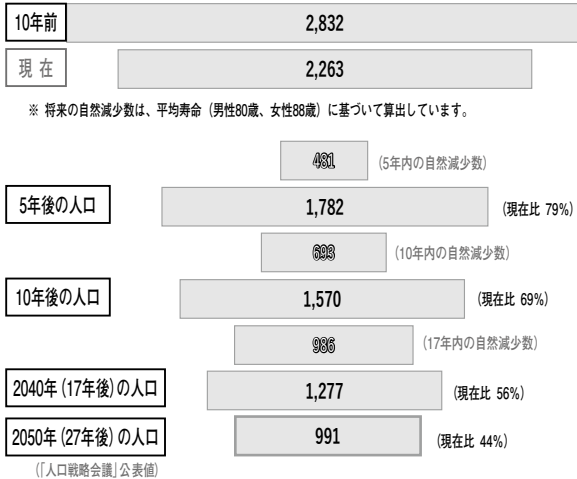 10年前 2,832
現 在 2,263
※ 将来の自然減少数は、平均寿命（男性80歳、女性88歳）に基づいて算出しています。
481 （5年内の自然減少数）
5年後の人口 1,782 （現在比 79%）
693 （10年内の自然減少数）
10年後の人口 1,570 （現在比 69%）
986 （17年内の自然減少数）
2040年（17年後）の人口 1,277 （現在比 56%）
2050年（27年後）の人口 991 （現在比 44%）
（「人口戦略会議」公表値）